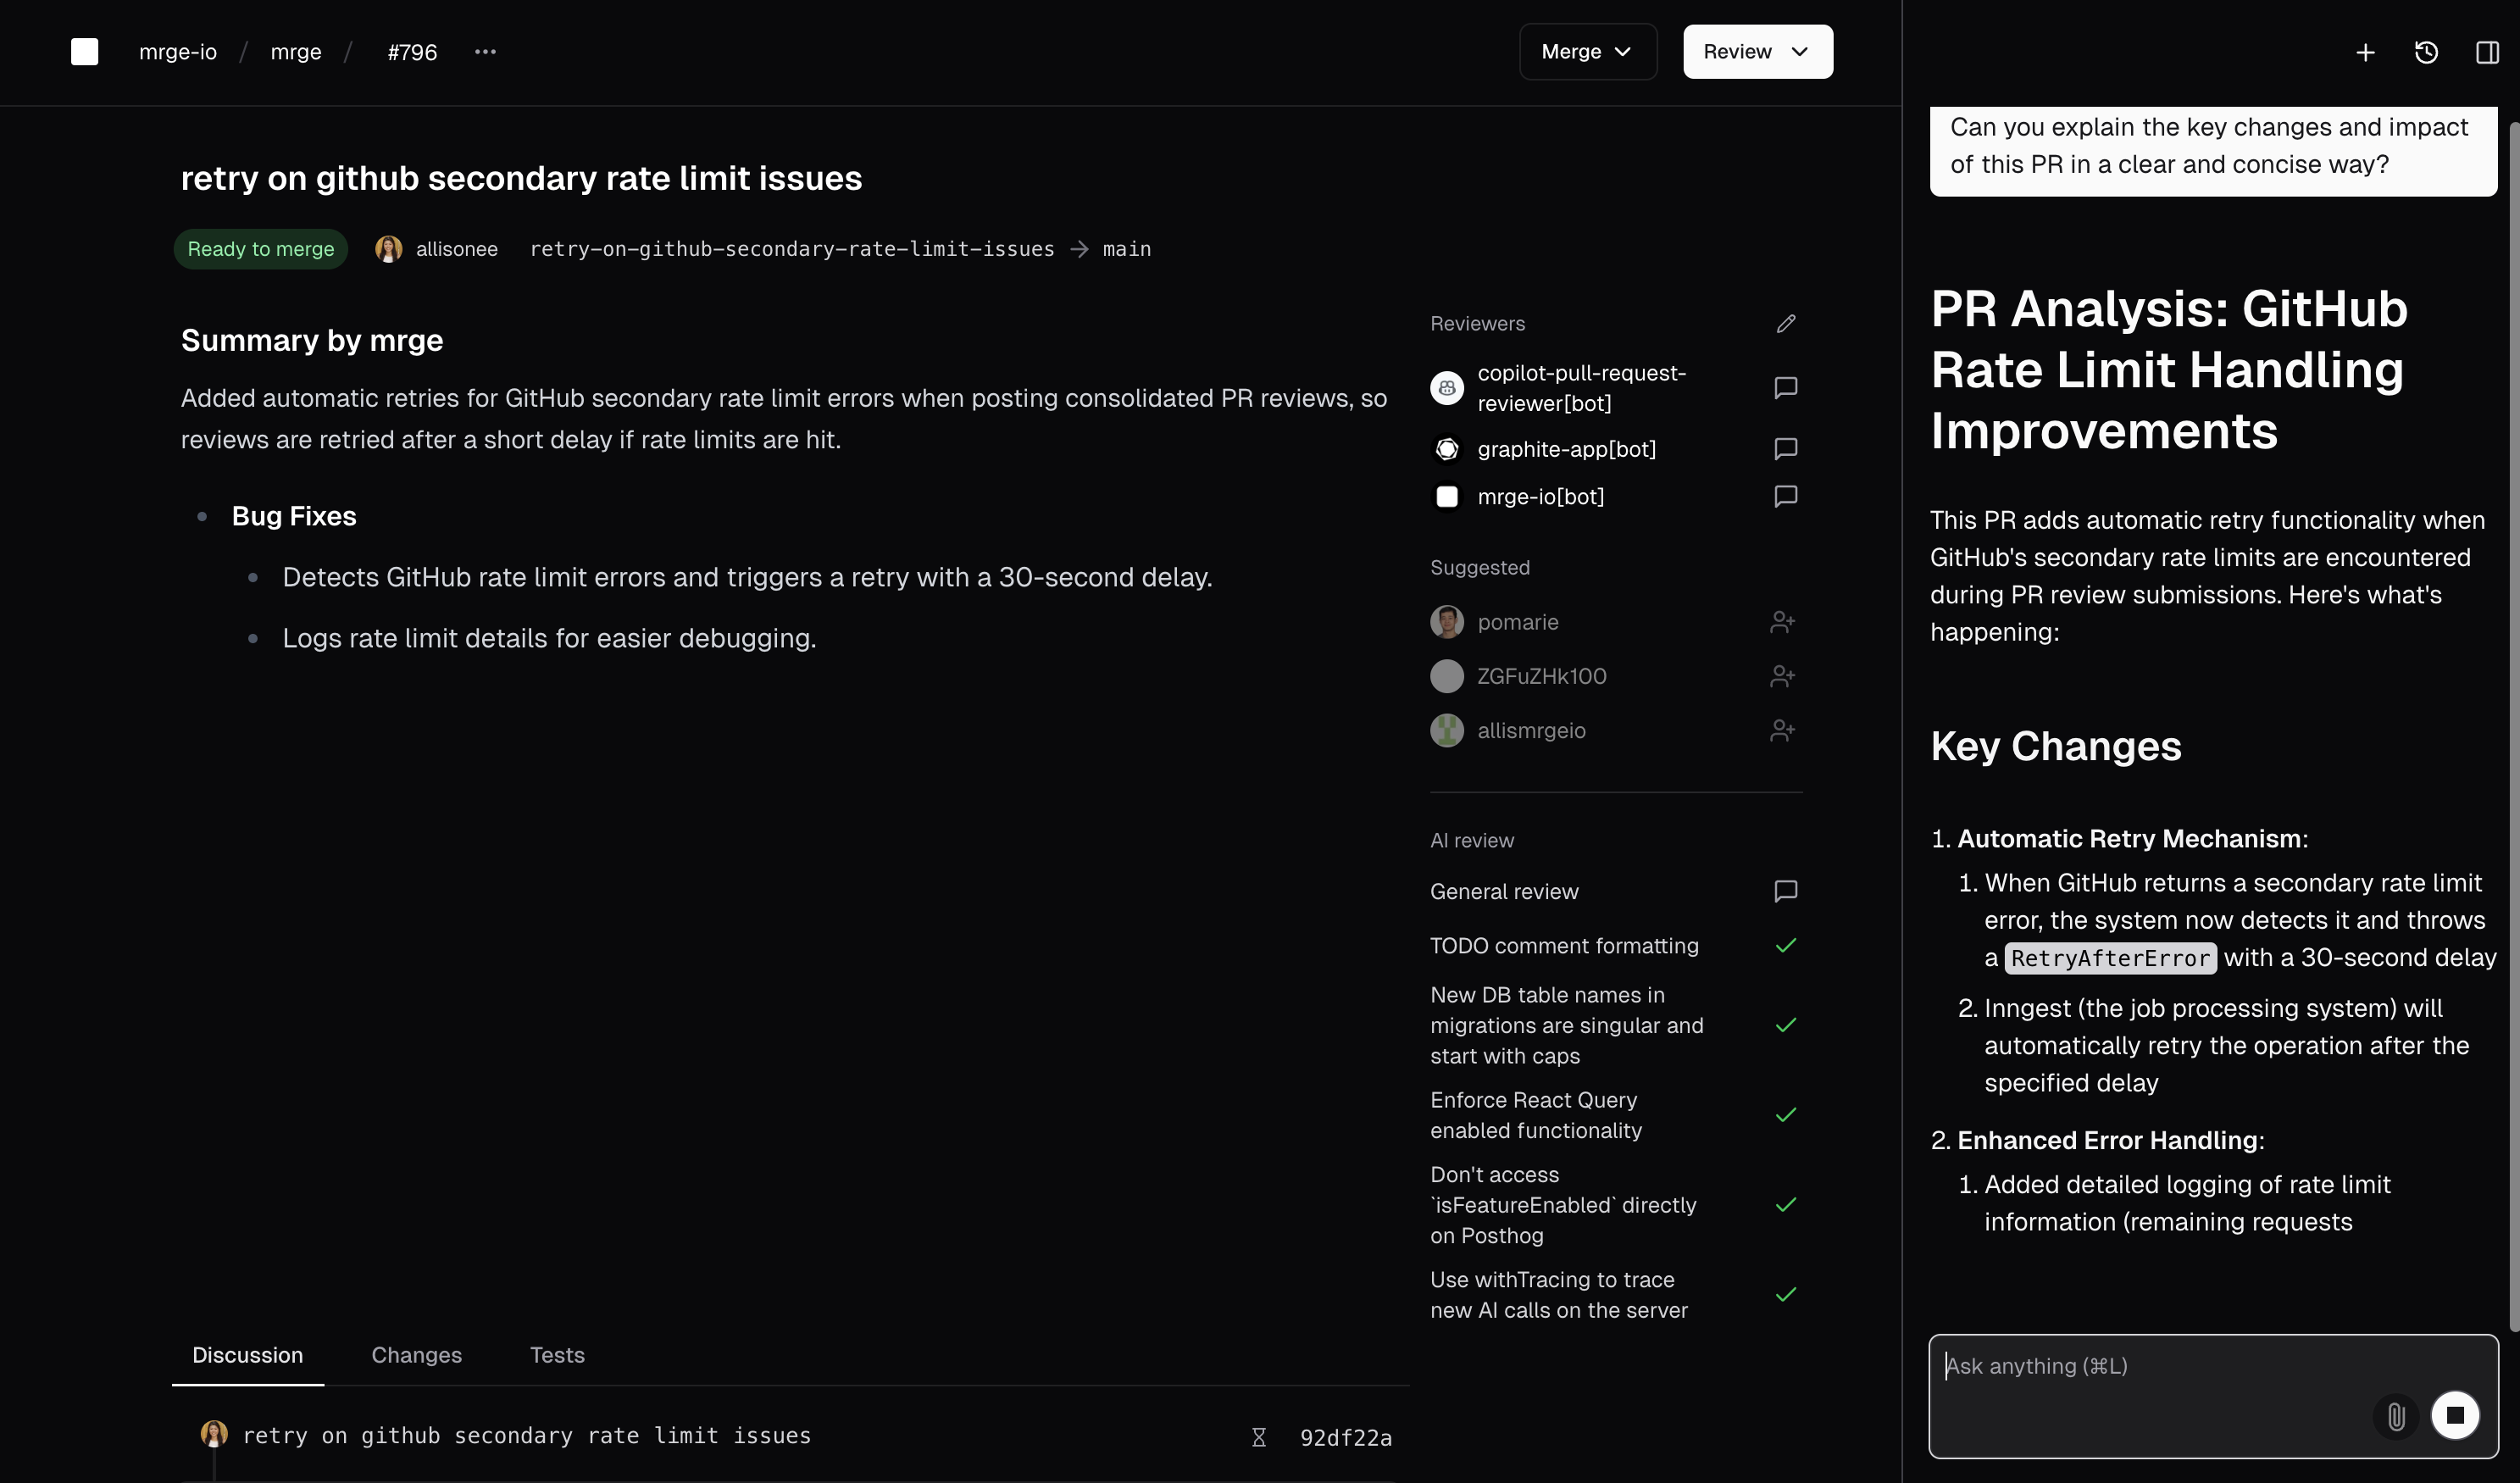 mrge-io / mrge / #796 ···
Merge
Review
retry on github secondary rate limit issues
Ready to merge
allisonee
retry-on-github-secondary-rate-limit-issues → main
Summary by mrge
Added automatic retries for GitHub secondary rate limit errors when posting consolidated PR reviews, so
reviews are retried after a short delay if rate limits are hit.
• Bug Fixes
• Detects GitHub rate limit errors and triggers a retry with a 30-second delay.
• Logs rate limit details for easier debugging.
Reviewers
copilot-pull-request-
reviewer[bot]
graphite-app[bot]
mrge-io[bot]
Suggested
pomarie
ZGFuZHk100
allismrgeio
AI review
General review
TODO comment formatting
New DB table names in
migrations are singular and
start with caps
Enforce React Query
enabled functionality
Don't access
`isFeatureEnabled` directly
on Posthog
Use withTracing to trace
new AI calls on the server
Discussion
Changes
Tests
retry on github secondary rate limit issues
92df22a
Can you explain the key changes and impact
of this PR in a clear and concise way?
PR Analysis: GitHub
Rate Limit Handling
Improvements
This PR adds automatic retry functionality when
GitHub's secondary rate limits are encountered
during PR review submissions. Here's what's
happening:
Key Changes
1. Automatic Retry Mechanism:
1. When GitHub returns a secondary rate limit
error, the system now detects it and throws
a RetryAfterError with a 30-second delay
2. Inngest (the job processing system) will
automatically retry the operation after the
specified delay
2. Enhanced Error Handling:
1. Added detailed logging of rate limit
information (remaining requests
Ask anything (⌘L)